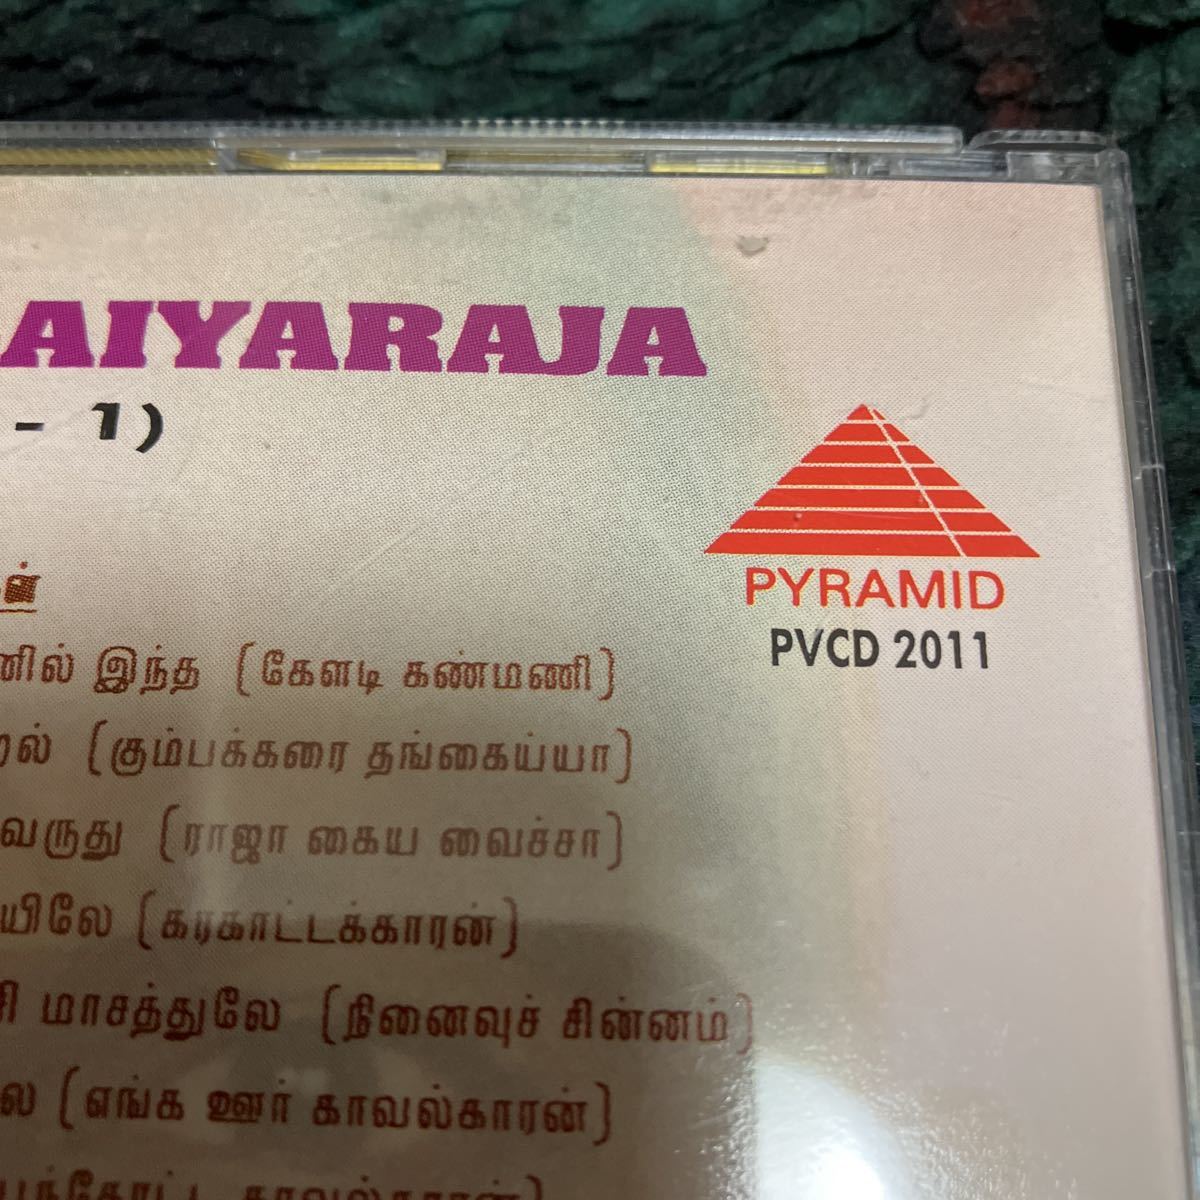 AIYARAJA
- 1)
PYRAMID
PVCD 2011
இந்த (கேளடி கண்மணி)
(கும்பக்கரை தங்கைய்யா)
வருது (ராஜா கைய வைச்சா)
(கரகாட்டக்காரன்)
மாசத்துலே (நினைவுச் சின்னம்)
(எங்க ஊர் காவல்காரன்)